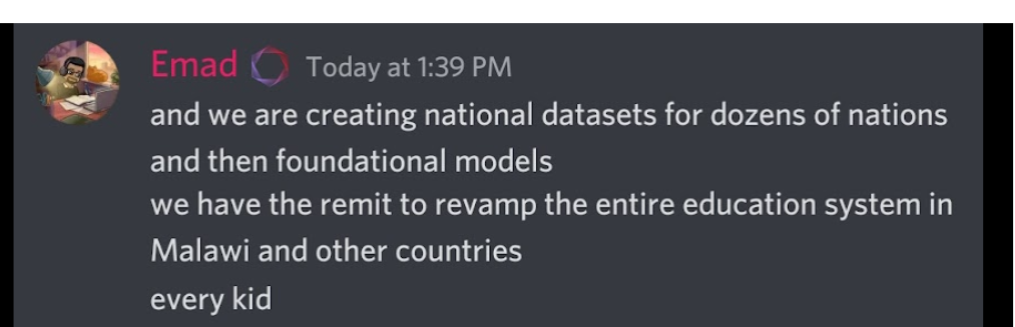 Emad Today at 1:39 PM
and we are creating national datasets for dozens of nations
and then foundational models
we have the remit to revamp the entire education system in
Malawi and other countries
every kid